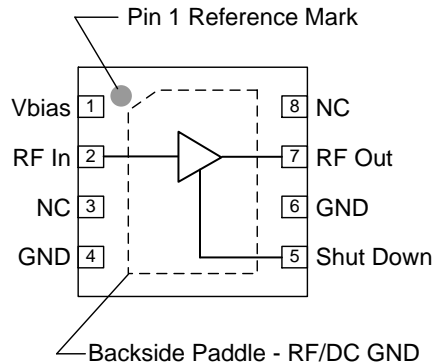 Pin 1 Reference Mark
Vbias 1
8 NC
RF In 2
7 RF Out
NC 3
6 GND
GND 4
5 Shut Down
Backside Paddle - RF/DC GND